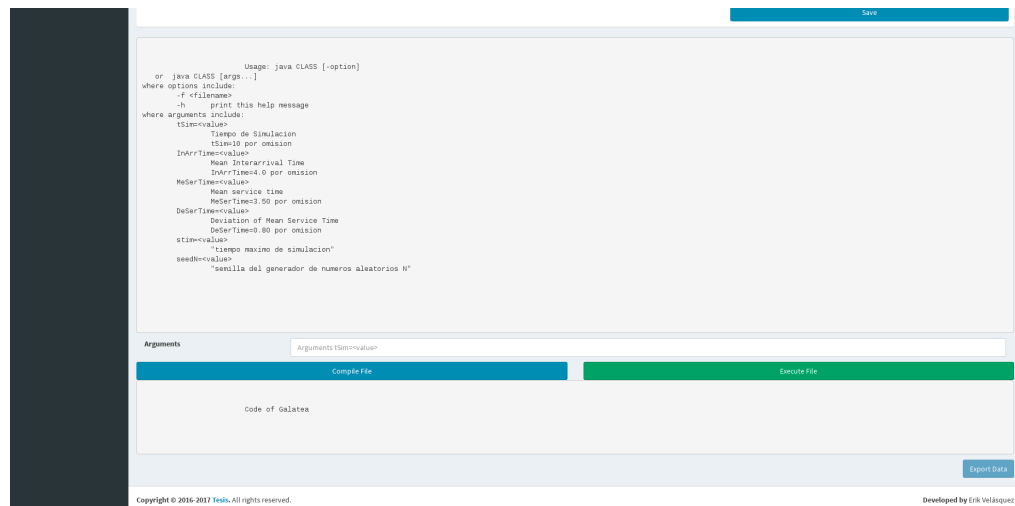 Save
Usage: java CLASS [-option]
or java CLASS [args...]
where options include:
-f <filename>
-h print this help message
where arguments include:
tSim=<value>
Tiempo de Simulacion
tSim=10 por omision
InArrTime=<value>
Mean Interarrival Time
InArrTime=4.0 por omision
MeSerTime=<value>
Mean service time
MeSerTime=3.50 por omision
DeSerTime=<value>
Deviation of Mean Service Time
DeSerTime=0.80 por omision
stim=<value>
"tiempo maximo de simulacion"
seedN=<value>
"semilla del generador de numeros aleatorios N"
Arguments Arguments tSim=<value>
Compile File Execute File
Code of Galatea
Export Data
Copyright © 2016-2017 Tesis. All rights reserved. Developed by Erik Velásquez